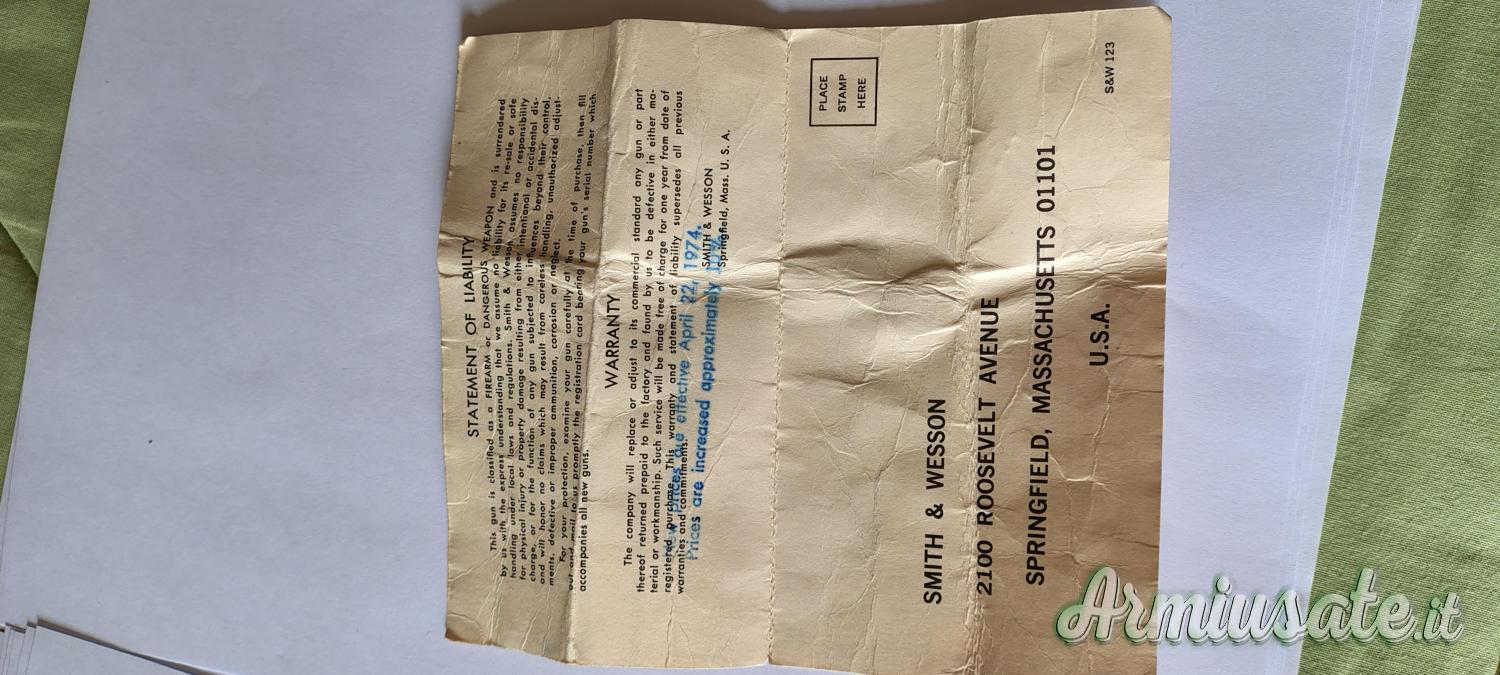 STATEMENT OF LIABILITY
This gun is classified as a FIREARM or DANGEROUS WEAPON and is surrendered
by us with the express understanding that we assume no liability for its re-sale or safe
handling under local laws and regulations. Smith & Wesson assumes no responsibility
for physical injury or property damage resulting from either intentional or accidental dis-
charge, or for the function of any gun subjected to influences beyond their control,
and will honor no claims which may result from careless handling, unauthorized adjust-
ments, defective or improper ammunition, corrosion or neglect.
For your protection, examine your gun carefully at the time of purchase, then fill
out and mail to us promptly the registration card bearing your gun's serial number which
accompanies all new guns.
WARRANTY
The company will replace or adjust to its commercial standard any gun or part
thereof returned prepaid to the factory and found by us to be defective in either ma-
terial or workmanship. Such service will be made free of charge for one year from date of
registered purchase. This warranty and statement of liability supersedes all previous
warranties and commitments.
SMITH & WESSON
Springfield, Mass. U. S. A.
prices are effective April 22, 1974.
Prices are increased approximately
PLACE
STAMP
HERE
SMITH & WESSON
2100 ROOSEVELT AVENUE
SPRINGFIELD, MASSACHUSETTS 01101
U.S.A.
S&W 123
Armiusate.it